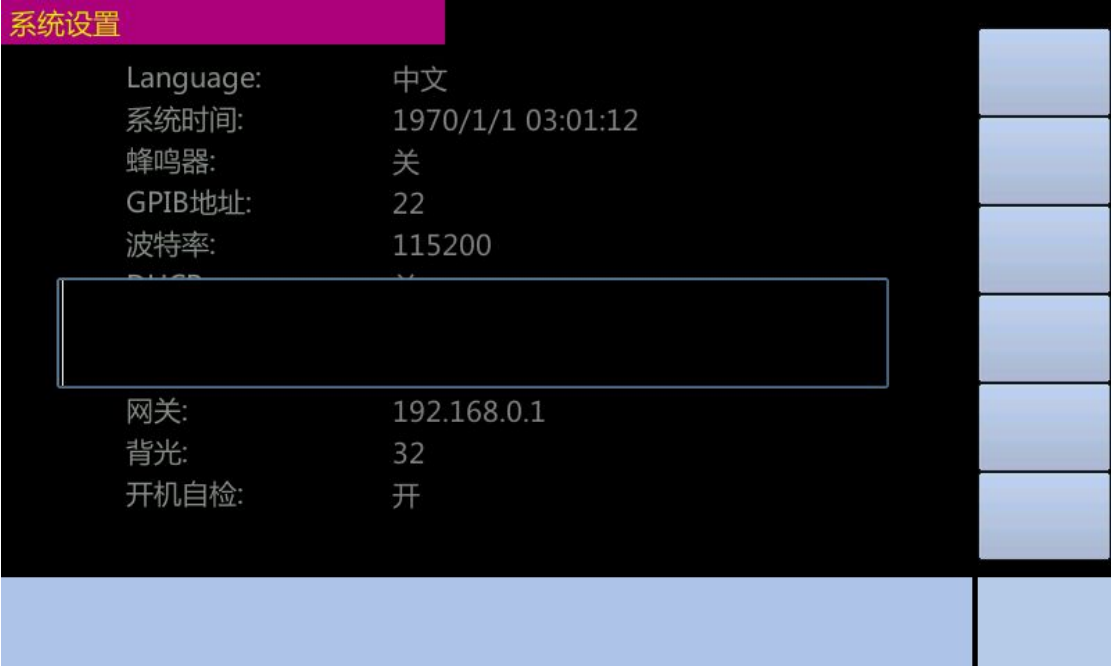 系统设置
Language: 中文
系统时间: 1970/1/1 03:01:12
蜂鸣器: 关
GPIB地址: 22
波特率: 115200
网关: 192.168.0.1
背光: 32
开机自检: 开